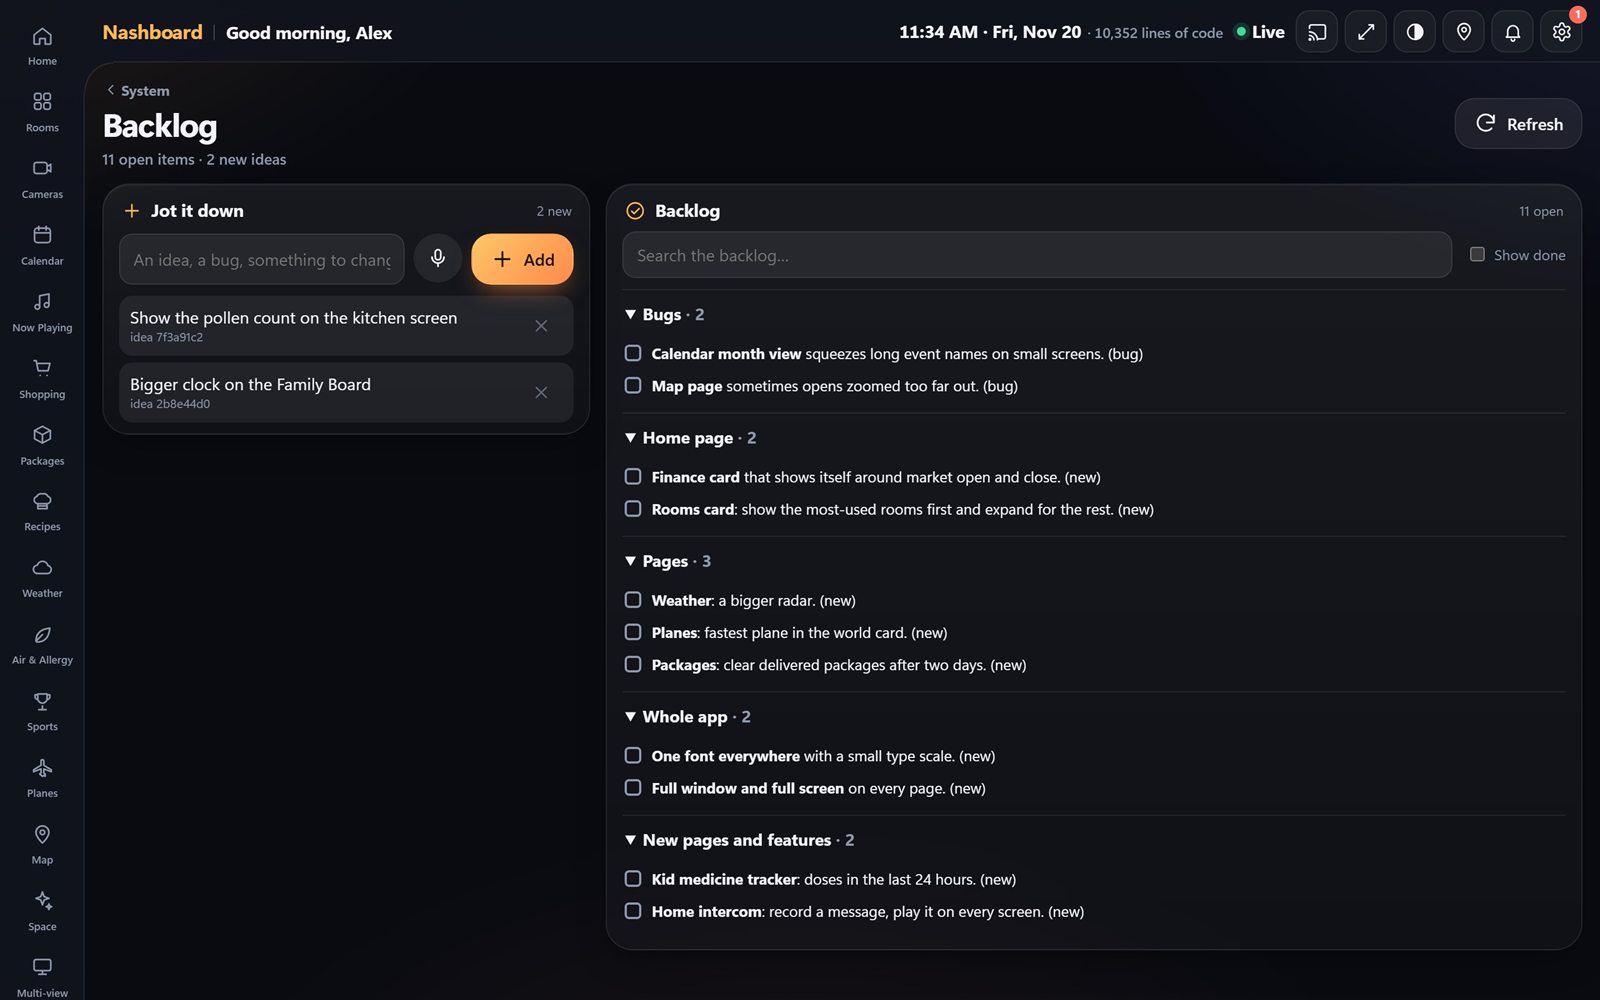 Nashboard
Good morning, Alex
11:34 AM · Fri, Nov 20 · 10,352 lines of code
Live
1
Home
Rooms
Cameras
Calendar
Now Playing
Shopping
Packages
Recipes
Weather
Air & Allergy
Sports
Planes
Map
Space
Multi-view
System
Backlog
11 open items · 2 new ideas
Refresh
Jot it down
2 new
An idea, a bug, something to chang
Add
Show the pollen count on the kitchen screen
idea 7f3a91c2
Bigger clock on the Family Board
idea 2b8e44d0
Backlog
11 open
Search the backlog...
Show done
Bugs · 2
Calendar month view squeezes long event names on small screens. (bug)
Map page sometimes opens zoomed too far out. (bug)
Home page · 2
Finance card that shows itself around market open and close. (new)
Rooms card: show the most-used rooms first and expand for the rest. (new)
Pages · 3
Weather: a bigger radar. (new)
Planes: fastest plane in the world card. (new)
Packages: clear delivered packages after two days. (new)
Whole app · 2
One font everywhere with a small type scale. (new)
Full window and full screen on every page. (new)
New pages and features · 2
Kid medicine tracker: doses in the last 24 hours. (new)
Home intercom: record a message, play it on every screen. (new)